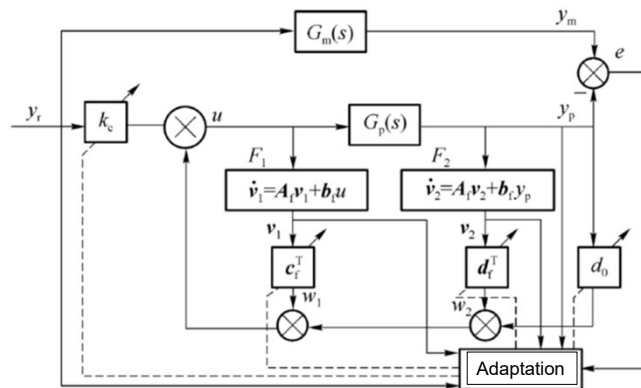 G_m(s)
y_m
e
−
y_r
k_c
u
G_p(s)
y_p
F_1
F_2
v̇_1=A_f v_1+b_f u
v̇_2=A_f v_2+b_f y_p
v_1
v_2
c_f^T
d_f^T
d_0
w_1
w_2
Adaptation